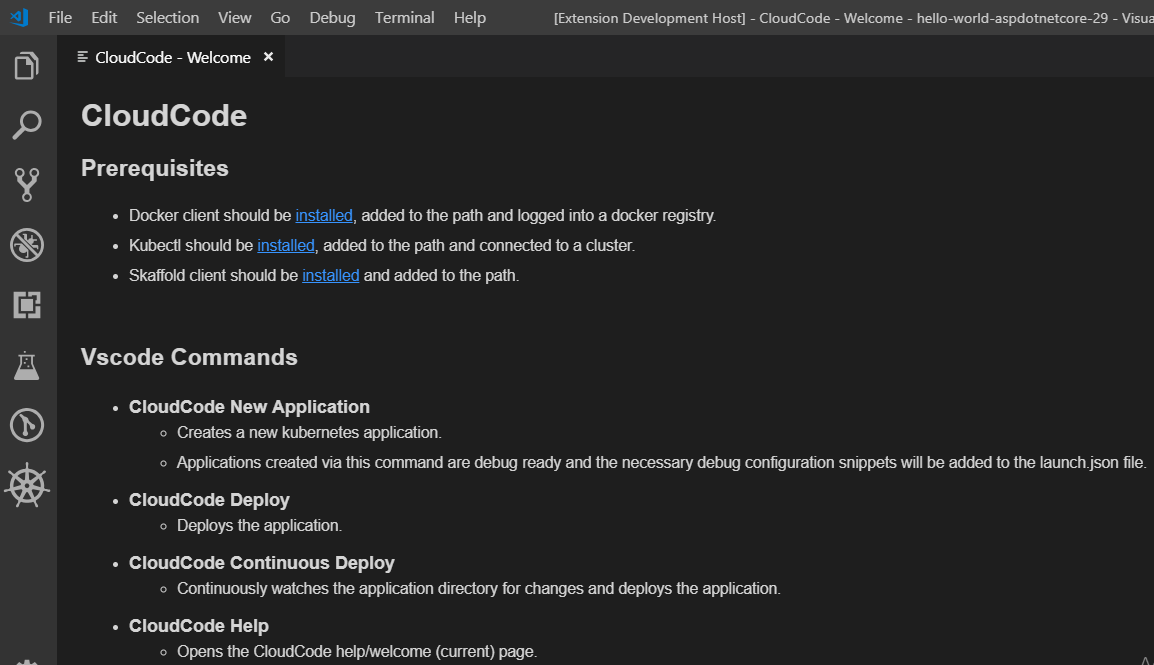 File Edit Selection View Go Debug Terminal Help [Extension Development Host] - CloudCode - Welcome - hello-world-aspdotnetcore-29 - Visua
CloudCode - Welcome ×
CloudCode
Prerequisites
• Docker client should be installed, added to the path and logged into a docker registry.
• Kubectl should be installed, added to the path and connected to a cluster.
• Skaffold client should be installed and added to the path.
Vscode Commands
• CloudCode New Application
◦ Creates a new kubernetes application.
◦ Applications created via this command are debug ready and the necessary debug configuration snippets will be added to the launch.json file.
• CloudCode Deploy
◦ Deploys the application.
• CloudCode Continuous Deploy
◦ Continuously watches the application directory for changes and deploys the application.
• CloudCode Help
◦ Opens the CloudCode help/welcome (current) page.